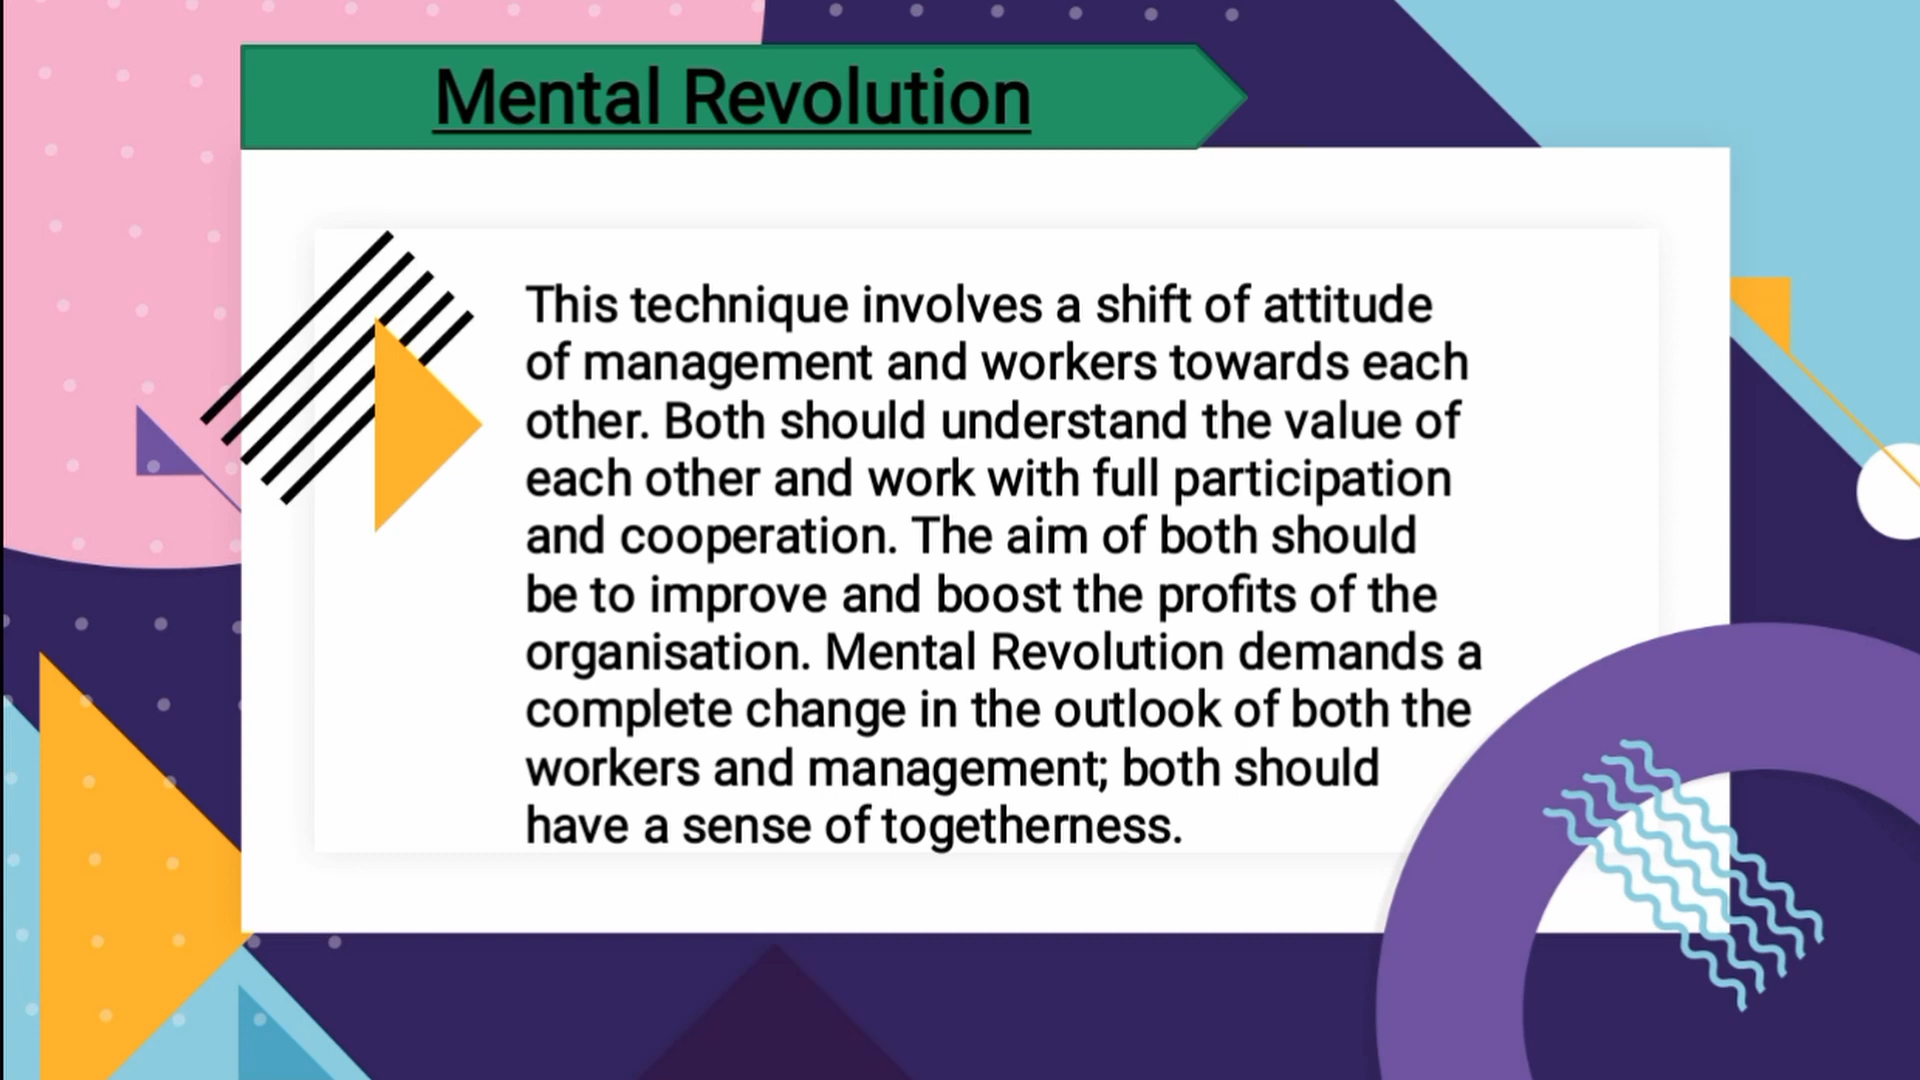 Mental Revolution
This technique involves a shift of attitude
of management and workers towards each
other. Both should understand the value of
each other and work with full participation
and cooperation. The aim of both should
be to improve and boost the profits of the
organisation. Mental Revolution demands a
complete change in the outlook of both the
workers and management; both should
have a sense of togetherness.